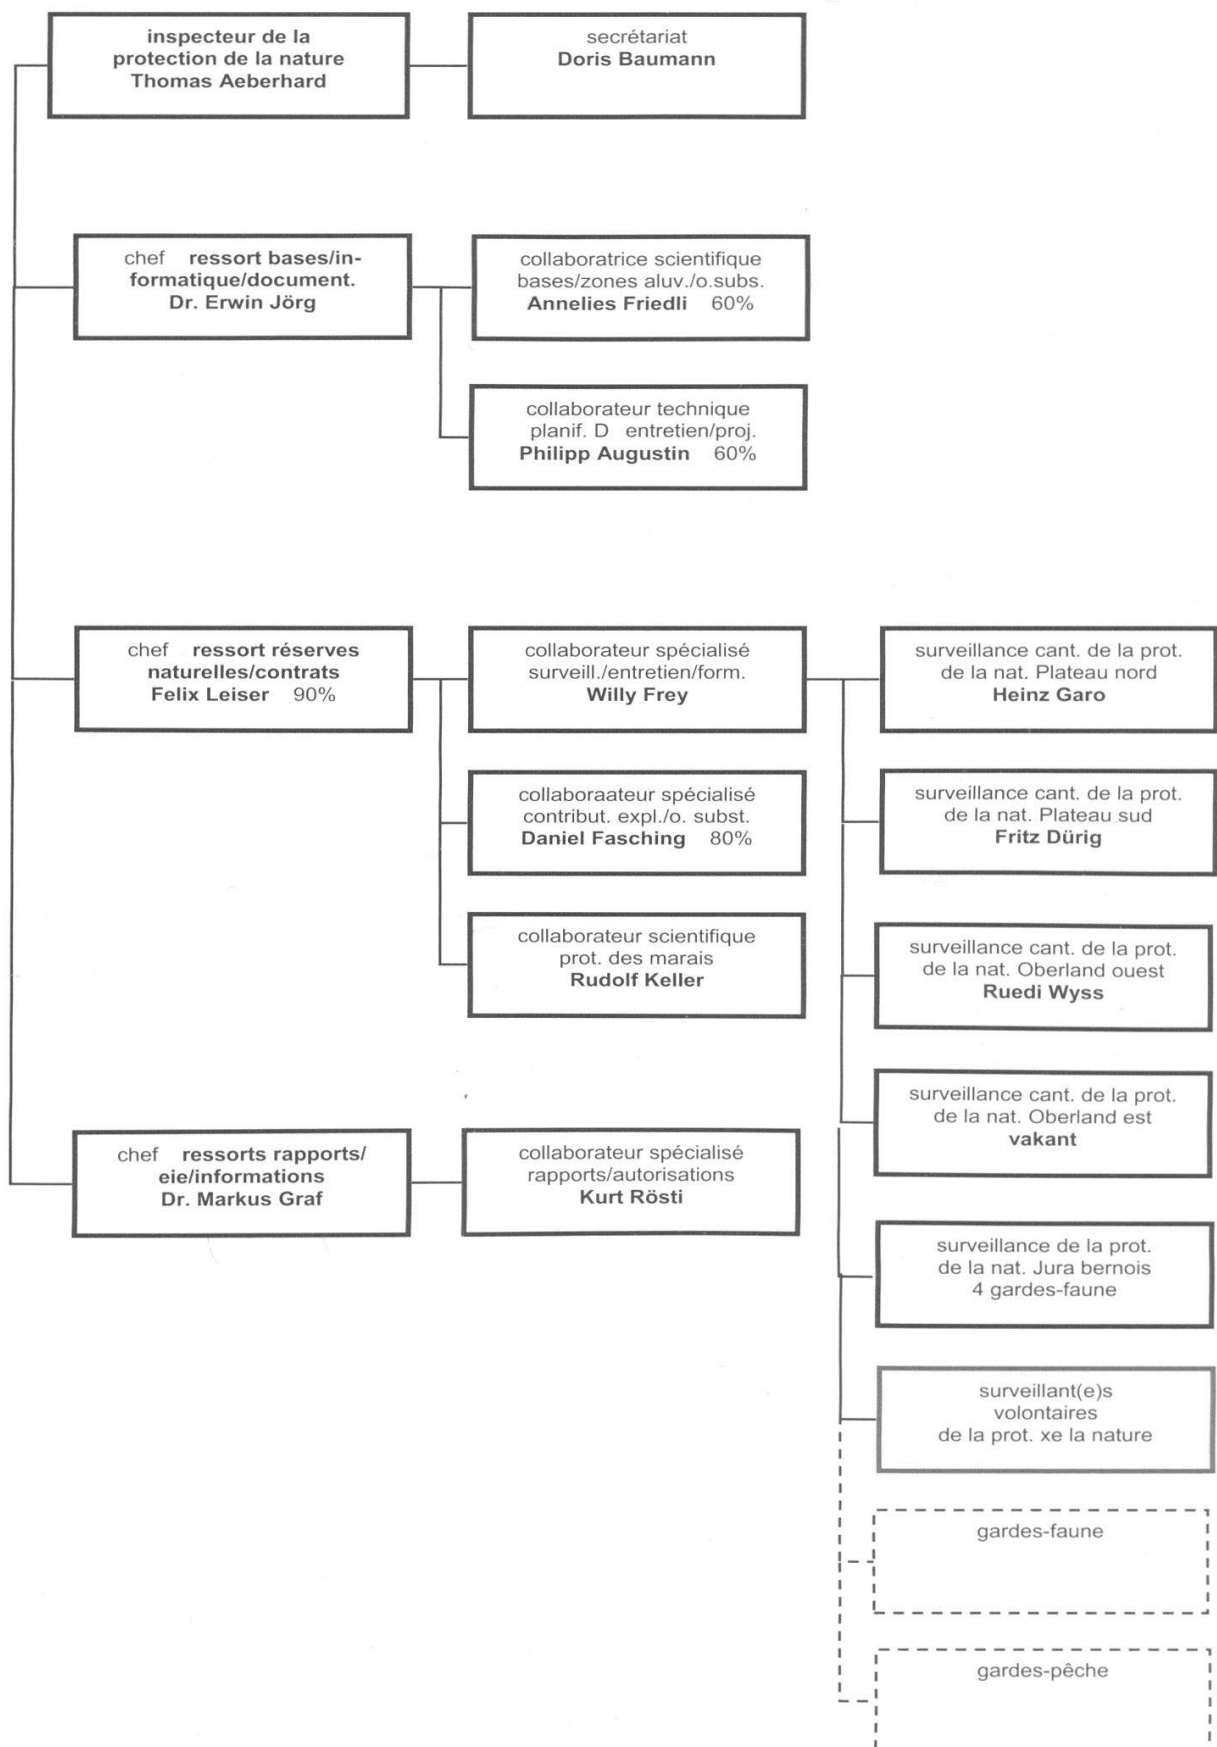 inspecteur de la
protection de la nature
Thomas Aeberhard
secrétariat
Doris Baumann
chef ressort bases/in-
formatique/document.
Dr. Erwin Jörg
collaboratrice scientifique
bases/zones aluv./o.subs.
Annelies Friedli 60%
collaborateur technique
planif. D entretien/proj.
Philipp Augustin 60%
chef ressort réserves
naturelles/contrats
Felix Leiser 90%
collaborateur spécialisé
surveill./entretien/form.
Willy Frey
surveillance cant. de la prot.
de la nat. Plateau nord
Heinz Garo
collaboraateur spécialisé
contribut. expl./o. subst.
Daniel Fasching 80%
surveillance cant. de la prot.
de la nat. Plateau sud
Fritz Dürig
collaborateur scientifique
prot. des marais
Rudolf Keller
surveillance cant. de la prot.
de la nat. Oberland ouest
Ruedi Wyss
surveillance cant. de la prot.
de la nat. Oberland est
vakant
chef ressorts rapports/
eie/informations
Dr. Markus Graf
collaborateur spécialisé
rapports/autorisations
Kurt Rösti
surveillance de la prot.
de la nat. Jura bernois
4 gardes-faune
surveillant(e)s
volontaires
de la prot. xe la nature
gardes-faune
gardes-pêche